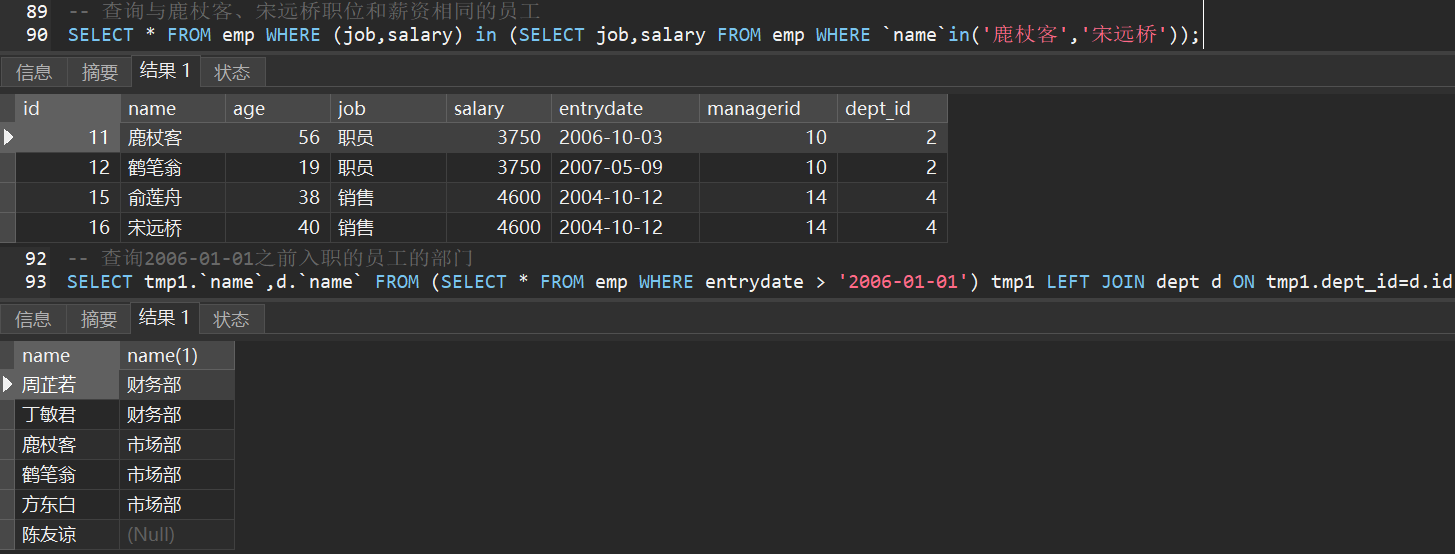 89 -- 查询与鹿杖客、宋远桥职位和薪资相同的员工
90 SELECT * FROM emp WHERE (job,salary) in (SELECT job,salary FROM emp WHERE `name`in('鹿杖客','宋远桥'));
信息 摘要 结果 1 状态
id name age job salary entrydate managerid dept_id
11 鹿杖客 56 职员 3750 2006-10-03 10 2
12 鹤笔翁 19 职员 3750 2007-05-09 10 2
15 俞莲舟 38 销售 4600 2004-10-12 14 4
16 宋远桥 40 销售 4600 2004-10-12 14 4
92 -- 查询2006-01-01之前入职的员工的部门
93 SELECT tmp1.`name`,d.`name` FROM (SELECT * FROM emp WHERE entrydate > '2006-01-01') tmp1 LEFT JOIN dept d ON tmp1.dept_id=d.id
信息 摘要 结果 1 状态
name name(1)
周芷若 财务部
丁敏君 财务部
鹿杖客 市场部
鹤笔翁 市场部
方东白 市场部
陈友谅 (Null)